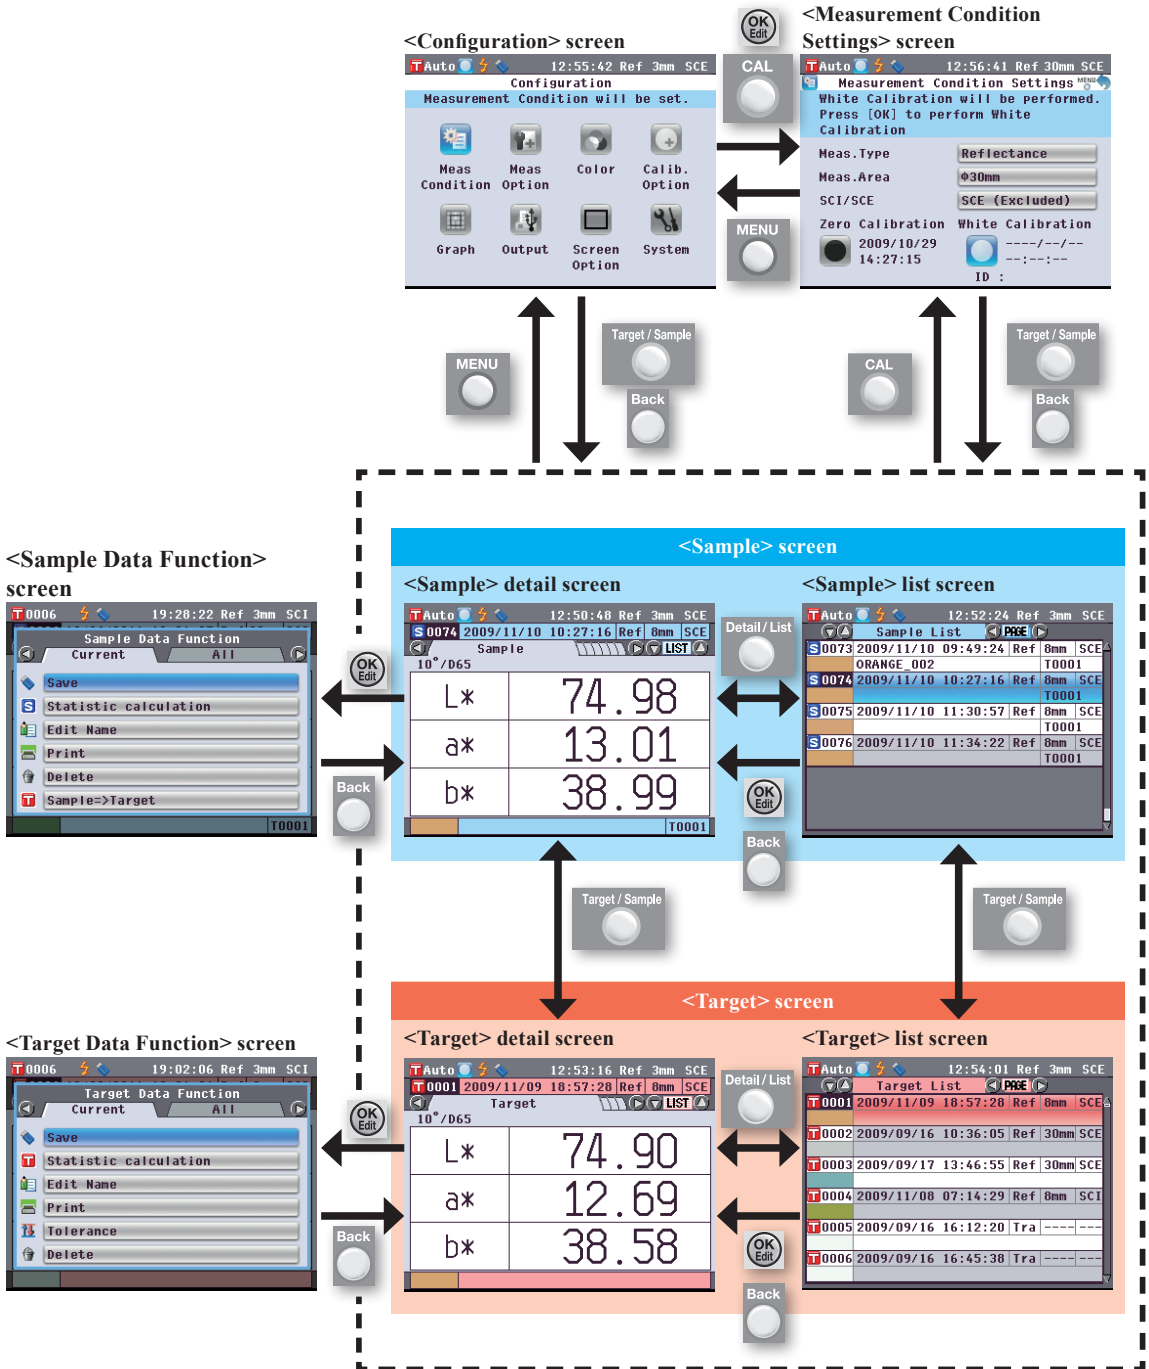 <Configuration> screen
OK
Edit
<Measurement Condition
Settings> screen
Auto 12:55:42 Ref 3mm SCE
Configuration
Measurement Condition will be set.
Meas
Condition
Meas
Option
Color
Calib.
Option
Graph
Output
Screen
Option
System
CAL
MENU
Auto 12:56:41 Ref 30mm SCE
Measurement Condition Settings
MENU
White Calibration will be performed.
Press [OK] to perform White
Calibration
Meas.Type Reflectance
Meas.Area Φ30mm
SCI/SCE SCE (Excluded)
Zero Calibration White Calibration
2009/10/29 ----/--/--
14:27:15 --:--:--
ID :
MENU
Target / Sample
Back
CAL
Target / Sample
Back
<Sample> screen
<Sample Data Function>
screen
T0006 19:28:22 Ref 3mm SCI
Sample Data Function
Current All
Save
S Statistic calculation
Edit Name
Print
Delete
T Sample=>Target
T0001
OK
Edit
Back
<Sample> detail screen
T Auto 12:50:48 Ref 3mm SCE
S 0074 2009/11/10 10:27:16 Ref 8mm SCE
Sample LIST
10°/D65
L* 74.98
a* 13.01
b* 38.99
T0001
Detail / List
OK
Edit
Back
<Sample> list screen
T Auto 12:52:24 Ref 3mm SCE
Sample List PAGE
S 0073 2009/11/10 09:49:24 Ref 8mm SCE
ORANGE_002 T0001
S 0074 2009/11/10 10:27:16 Ref 8mm SCE
T0001
S 0075 2009/11/10 11:30:57 Ref 8mm SCE
T0001
S 0076 2009/11/10 11:34:22 Ref 8mm SCE
T0001
Target / Sample
Target / Sample
<Target> screen
<Target Data Function> screen
T0006 19:02:06 Ref 3mm SCI
Target Data Function
Current All
Save
T Statistic calculation
Edit Name
Print
Tolerance
Delete
OK
Edit
Back
<Target> detail screen
T Auto 12:53:16 Ref 3mm SCE
T 0001 2009/11/09 18:57:28 Ref 8mm SCE
Target LIST
10°/D65
L* 74.90
a* 12.69
b* 38.58
Detail / List
OK
Edit
Back
<Target> list screen
T Auto 12:54:01 Ref 3mm SCE
Target List PAGE
T 0001 2009/11/09 18:57:28 Ref 8mm SCE
T 0002 2009/09/16 10:36:05 Ref 30mm SCE
T 0003 2009/09/17 13:46:55 Ref 30mm SCE
T 0004 2009/11/08 07:14:29 Ref 8mm SCI
T 0005 2009/09/16 16:12:20 Tra ---- ---
T 0006 2009/09/16 16:45:38 Tra ---- ---